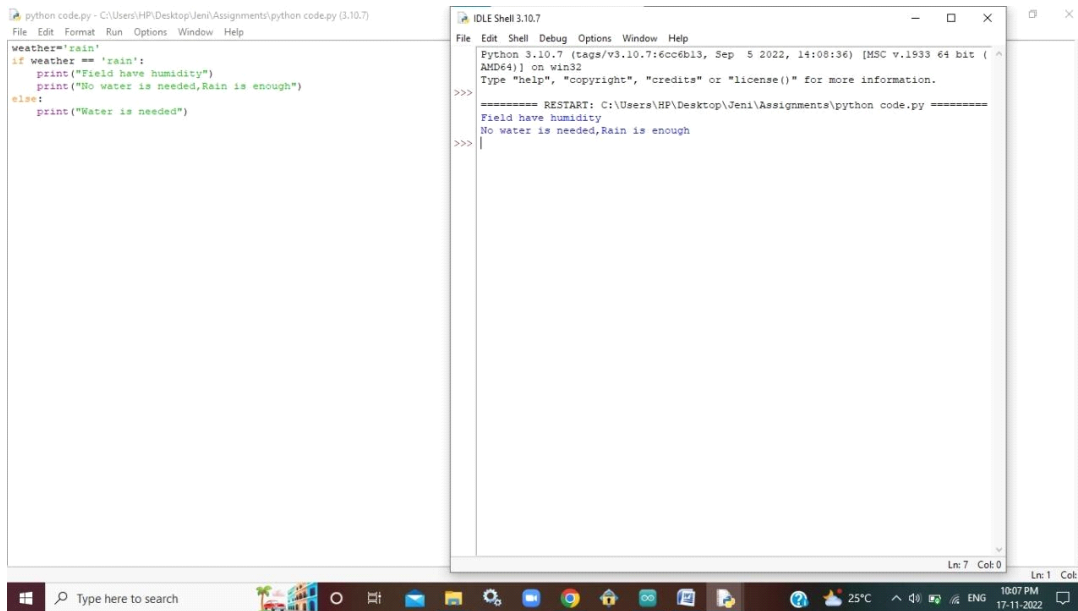 python code.py - C:\Users\HP\Desktop\Jeni\Assignments\python code.py (3.10.7)
File Edit Format Run Options Window Help
weather='rain'
if weather == 'rain':
    print("Field have humidity")
    print("No water is needed,Rain is enough")
else:
    print("Water is needed")
IDLE Shell 3.10.7
File Edit Shell Debug Options Window Help
Python 3.10.7 (tags/v3.10.7:6cc6b13, Sep  5 2022, 14:08:36) [MSC v.1933 64 bit (
AMD64)] on win32
Type "help", "copyright", "credits" or "license()" for more information.
>>>
========= RESTART: C:\Users\HP\Desktop\Jeni\Assignments\python code.py =========
Field have humidity
No water is needed,Rain is enough
>>>
Ln: 7 Col: 0
Ln: 1 Col:
Type here to search
25°C
ENG
10:07 PM
17-11-2022